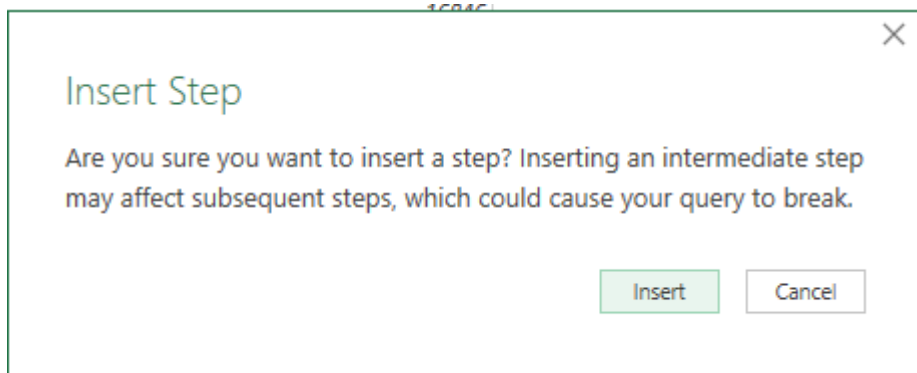 Insert Step
Are you sure you want to insert a step? Inserting an intermediate step
may affect subsequent steps, which could cause your query to break.
Insert Cancel